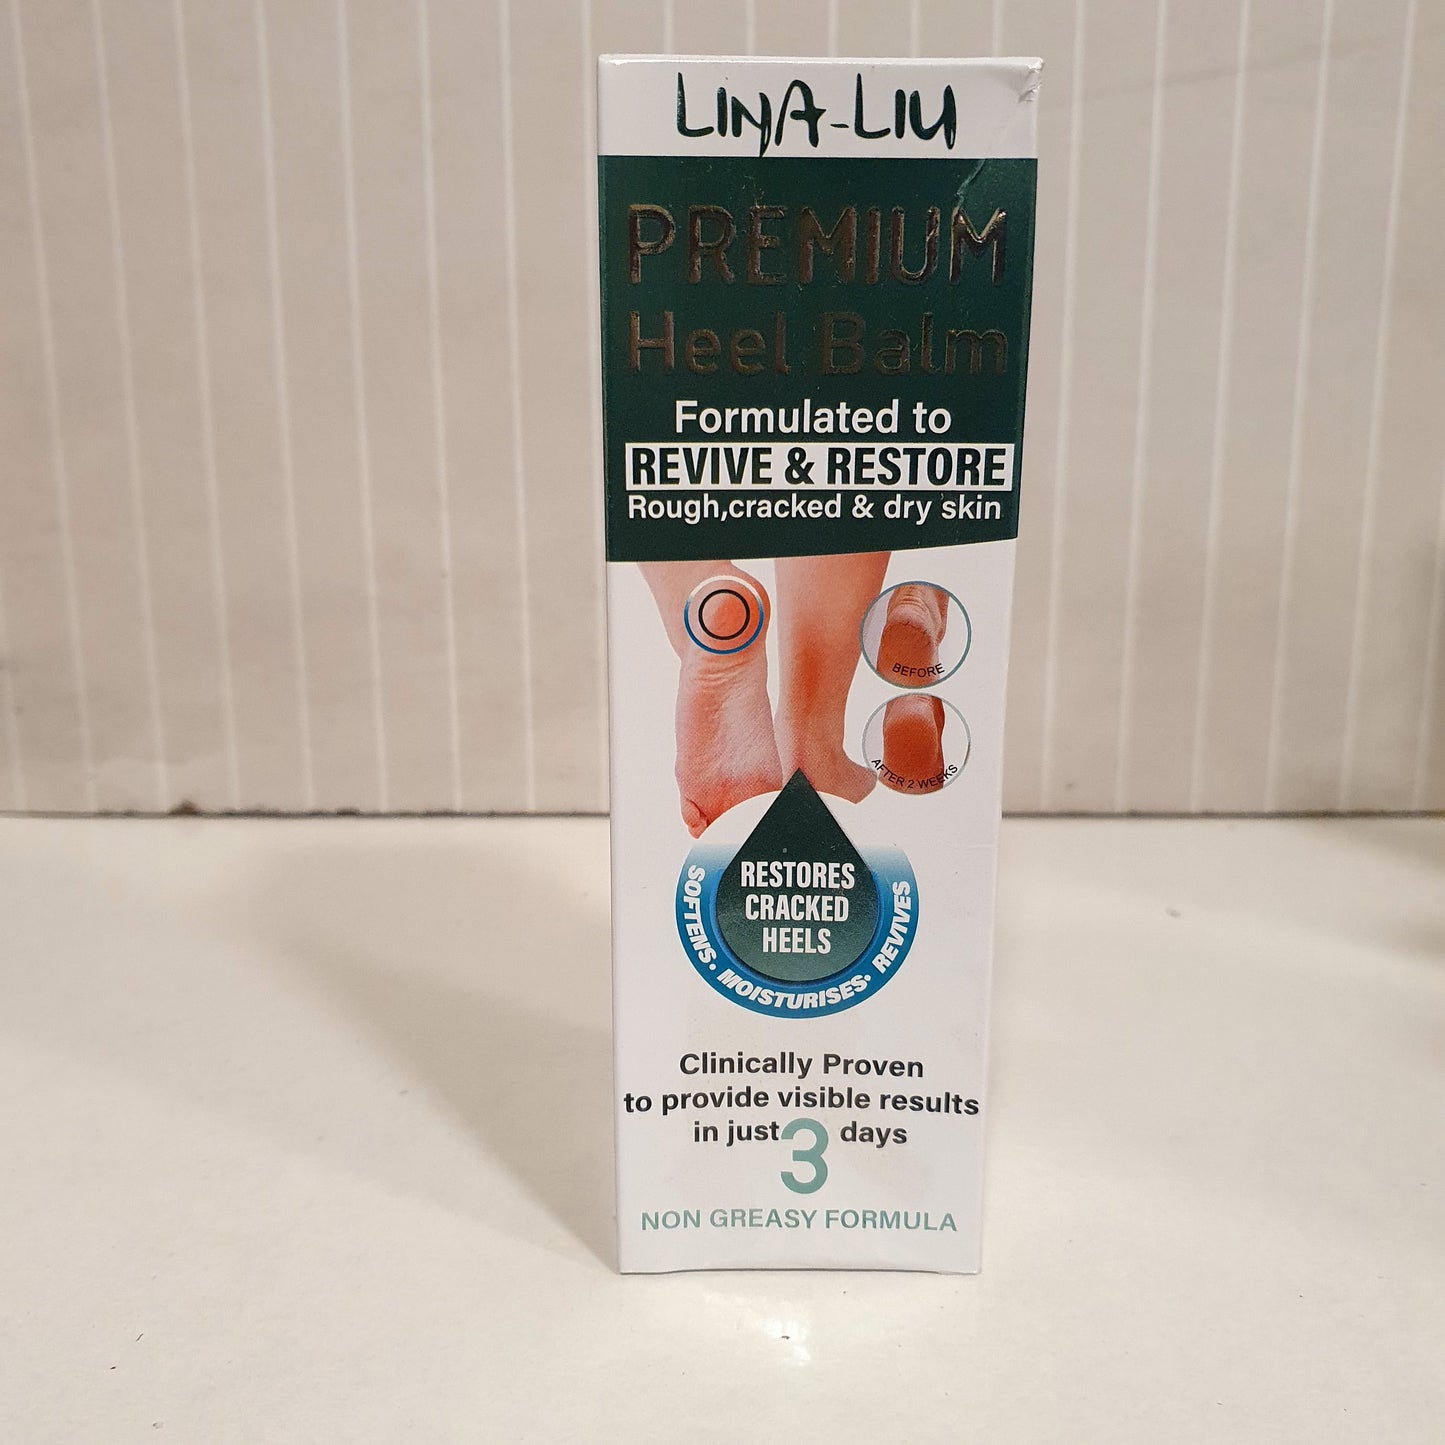 LINA-LIU
PREMIUM
Heel Balm
Formulated to
REVIVE & RESTORE
Rough,cracked & dry skin
BEFORE
AFTER 2 WEEKS
RESTORES
CRACKED
HEELS
SOFTENS. MOISTURISES. REVIVES
Clinically Proven
to provide visible results
in just 3 days
NON GREASY FORMULA